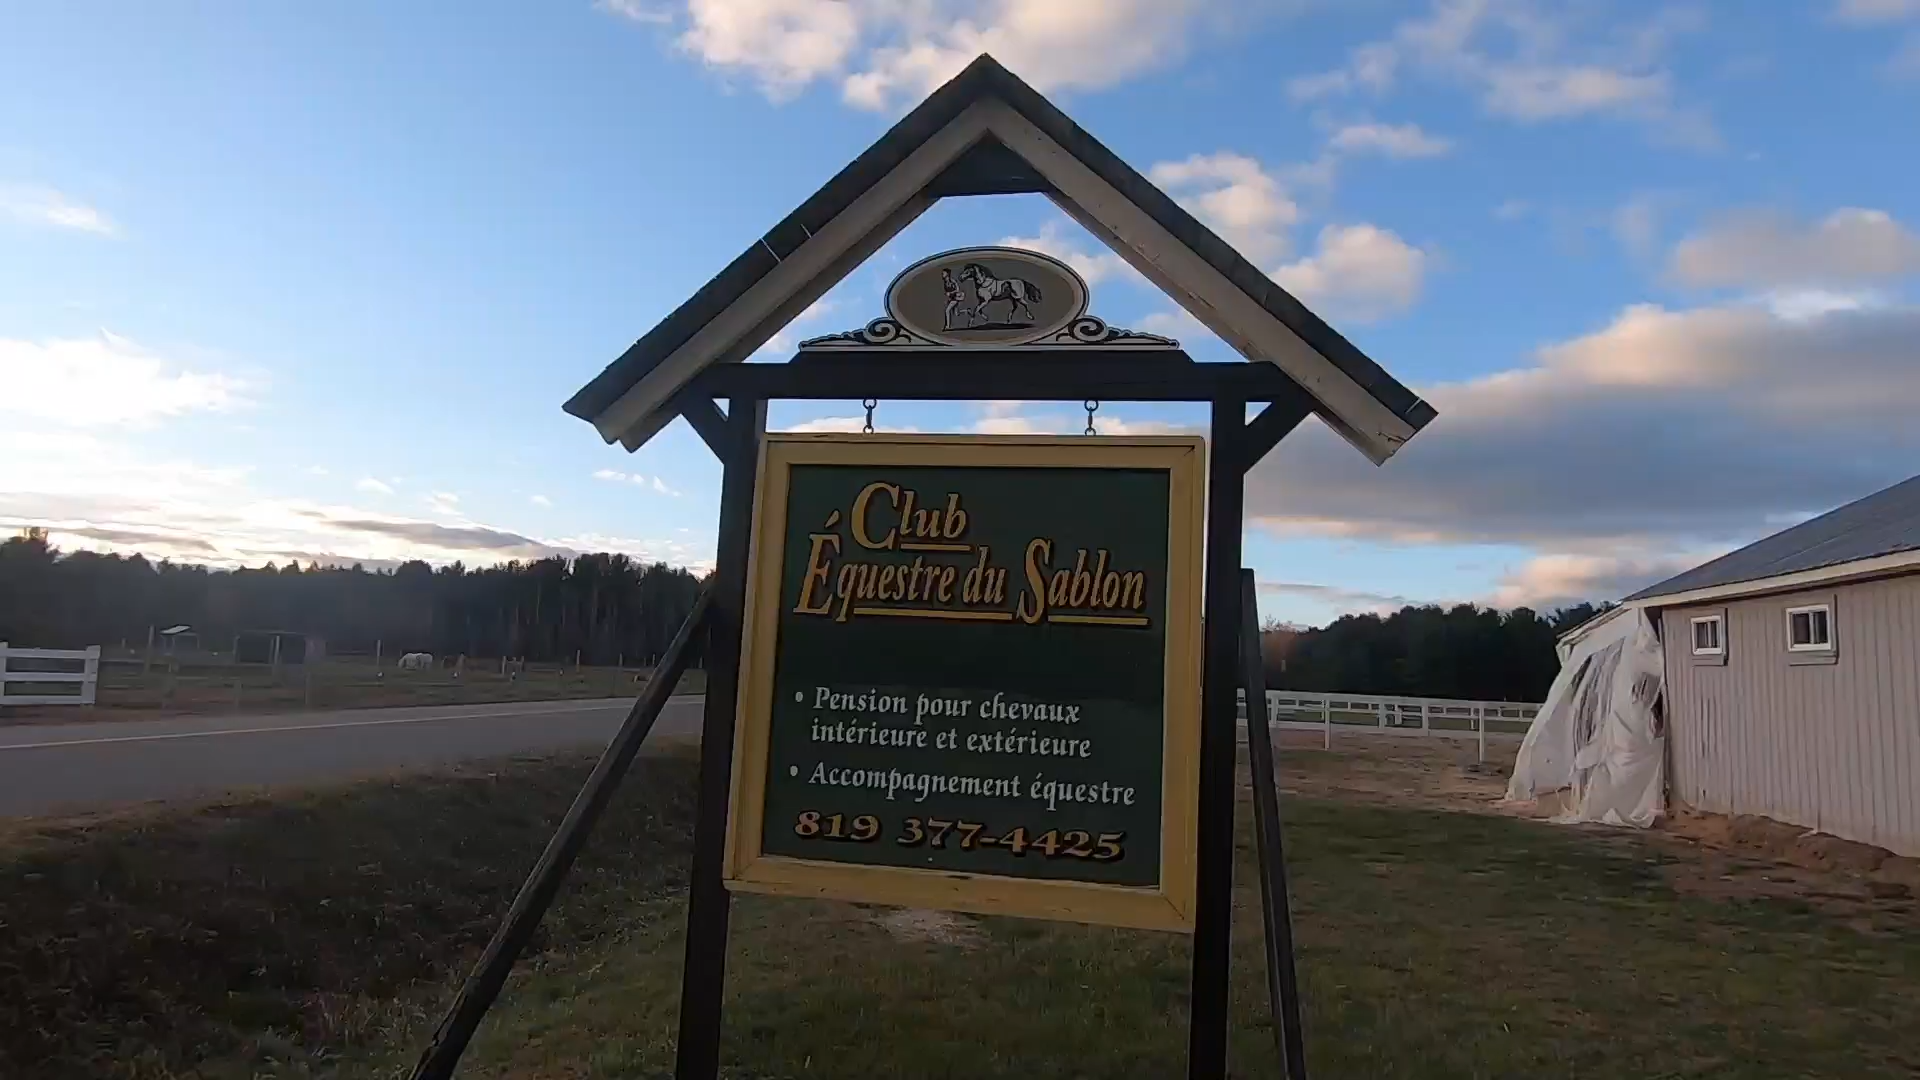 Club
Équestre du Sablon
• Pension pour chevaux
intérieure et extérieure
• Accompagnement équestre
819 377-4425